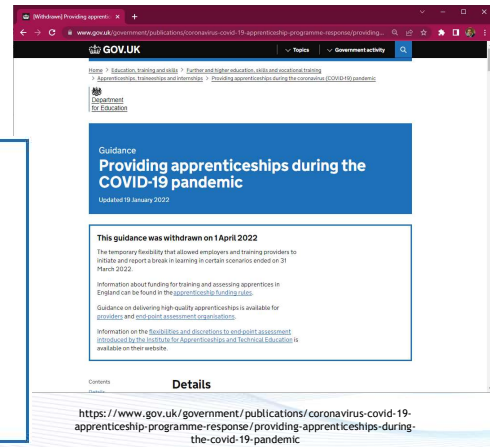 [Withdrawn] Providing apprentic
www.gov.uk/government/publications/coronavirus-covid-19-apprenticeship-programme-response/providing...
GOV.UK
Topics
Government activity
Home > Education, training and skills > Further and higher education, skills and vocational training
> Apprenticeships, traineeships and internships > Providing apprenticeships during the coronavirus (COVID-19) pandemic
Department
for Education
Guidance
Providing apprenticeships during the
COVID-19 pandemic
Updated 19 January 2022
This guidance was withdrawn on 1 April 2022
The temporary flexibility that allowed employers and training providers to
initiate and report a break in learning in certain scenarios ended on 31
March 2022.
Information about funding for training and assessing apprentices in
England can be found in the apprenticeship funding rules.
Guidance on delivering high-quality apprenticeships is available for
providers and end-point assessment organisations.
Information on the flexibilities and discretions to end-point assessment
introduced by the Institute for Apprenticeships and Technical Education is
available on their website.
Contents
Details
https://www.gov.uk/government/publications/coronavirus-covid-19-
apprenticeship-programme-response/providing-apprenticeships-during-
the-covid-19-pandemic